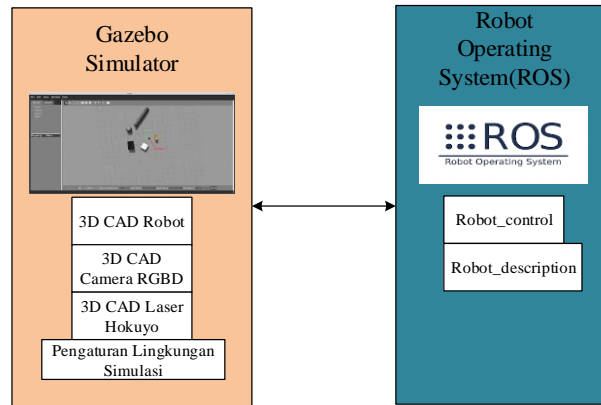 Gazebo
Simulator
3D CAD Robot
3D CAD
Camera RGBD
3D CAD Laser
Hokuyo
Pengaturan Lingkungan
Simulasi
Robot
Operating
System(ROS)
ROS
Robot Operating System
Robot_control
Robot_description